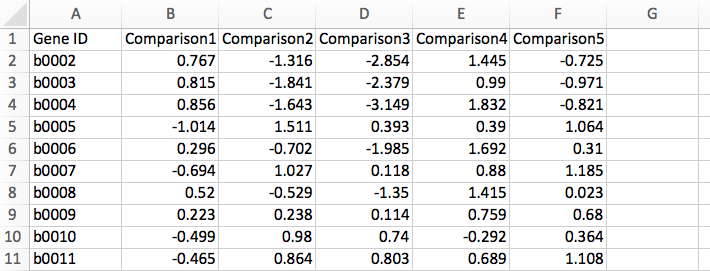 A B C D E F G
1 Gene ID Comparison1 Comparison2 Comparison3 Comparison4 Comparison5
2 b0002 0.767 -1.316 -2.854 1.445 -0.725
3 b0003 0.815 -1.841 -2.379 0.99 -0.971
4 b0004 0.856 -1.643 -3.149 1.832 -0.821
5 b0005 -1.014 1.511 0.393 0.39 1.064
6 b0006 0.296 -0.702 -1.985 1.692 0.31
7 b0007 -0.694 1.027 0.118 0.88 1.185
8 b0008 0.52 -0.529 -1.35 1.415 0.023
9 b0009 0.223 0.238 0.114 0.759 0.68
10 b0010 -0.499 0.98 0.74 -0.292 0.364
11 b0011 -0.465 0.864 0.803 0.689 1.108